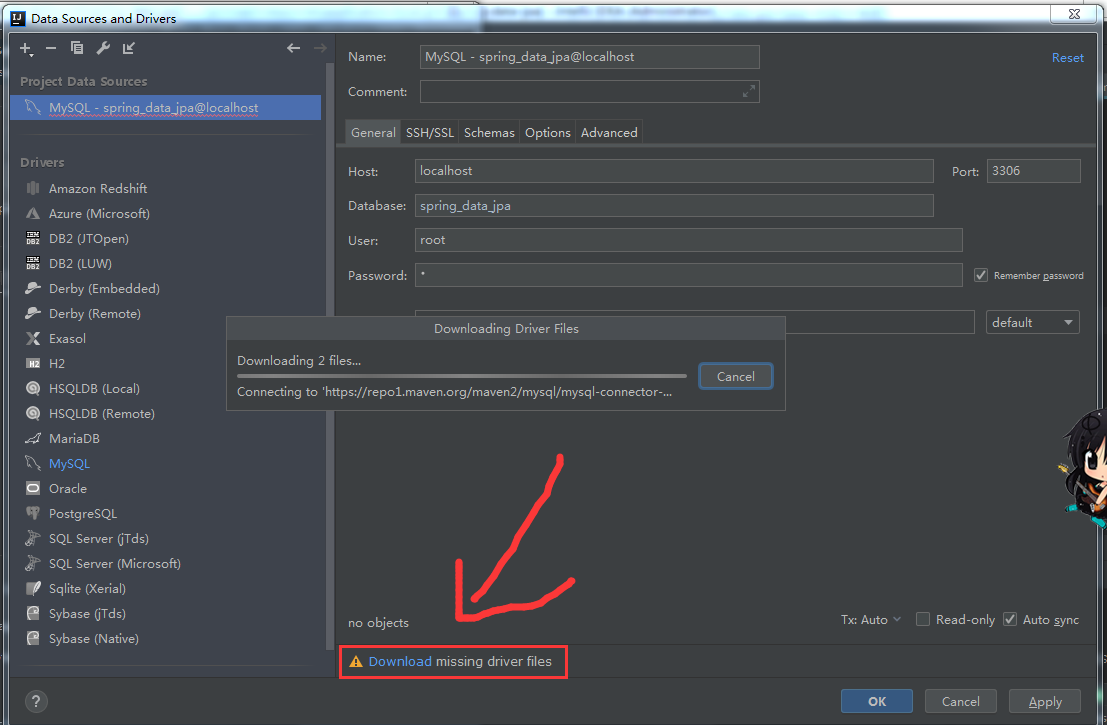 Data Sources and Drivers
Project Data Sources
MySQL - spring_data_jpa@localhost
Drivers
Amazon Redshift
Azure (Microsoft)
DB2 (JTOpen)
DB2 (LUW)
Derby (Embedded)
Derby (Remote)
Exasol
H2
HSQLDB (Local)
HSQLDB (Remote)
MariaDB
MySQL
Oracle
PostgreSQL
SQL Server (jTds)
SQL Server (Microsoft)
Sqlite (Xerial)
Sybase (jTds)
Sybase (Native)
?
Name: MySQL - spring_data_jpa@localhost Reset
Comment:
General SSH/SSL Schemas Options Advanced
Host: localhost Port: 3306
Database: spring_data_jpa
User: root
Password: * Remember password
default
Downloading Driver Files
Downloading 2 files...
Cancel
Connecting to 'https://repo1.maven.org/maven2/mysql/mysql-connector-...
no objects Tx: Auto Read-only Auto sync
Download missing driver files
OK Cancel Apply